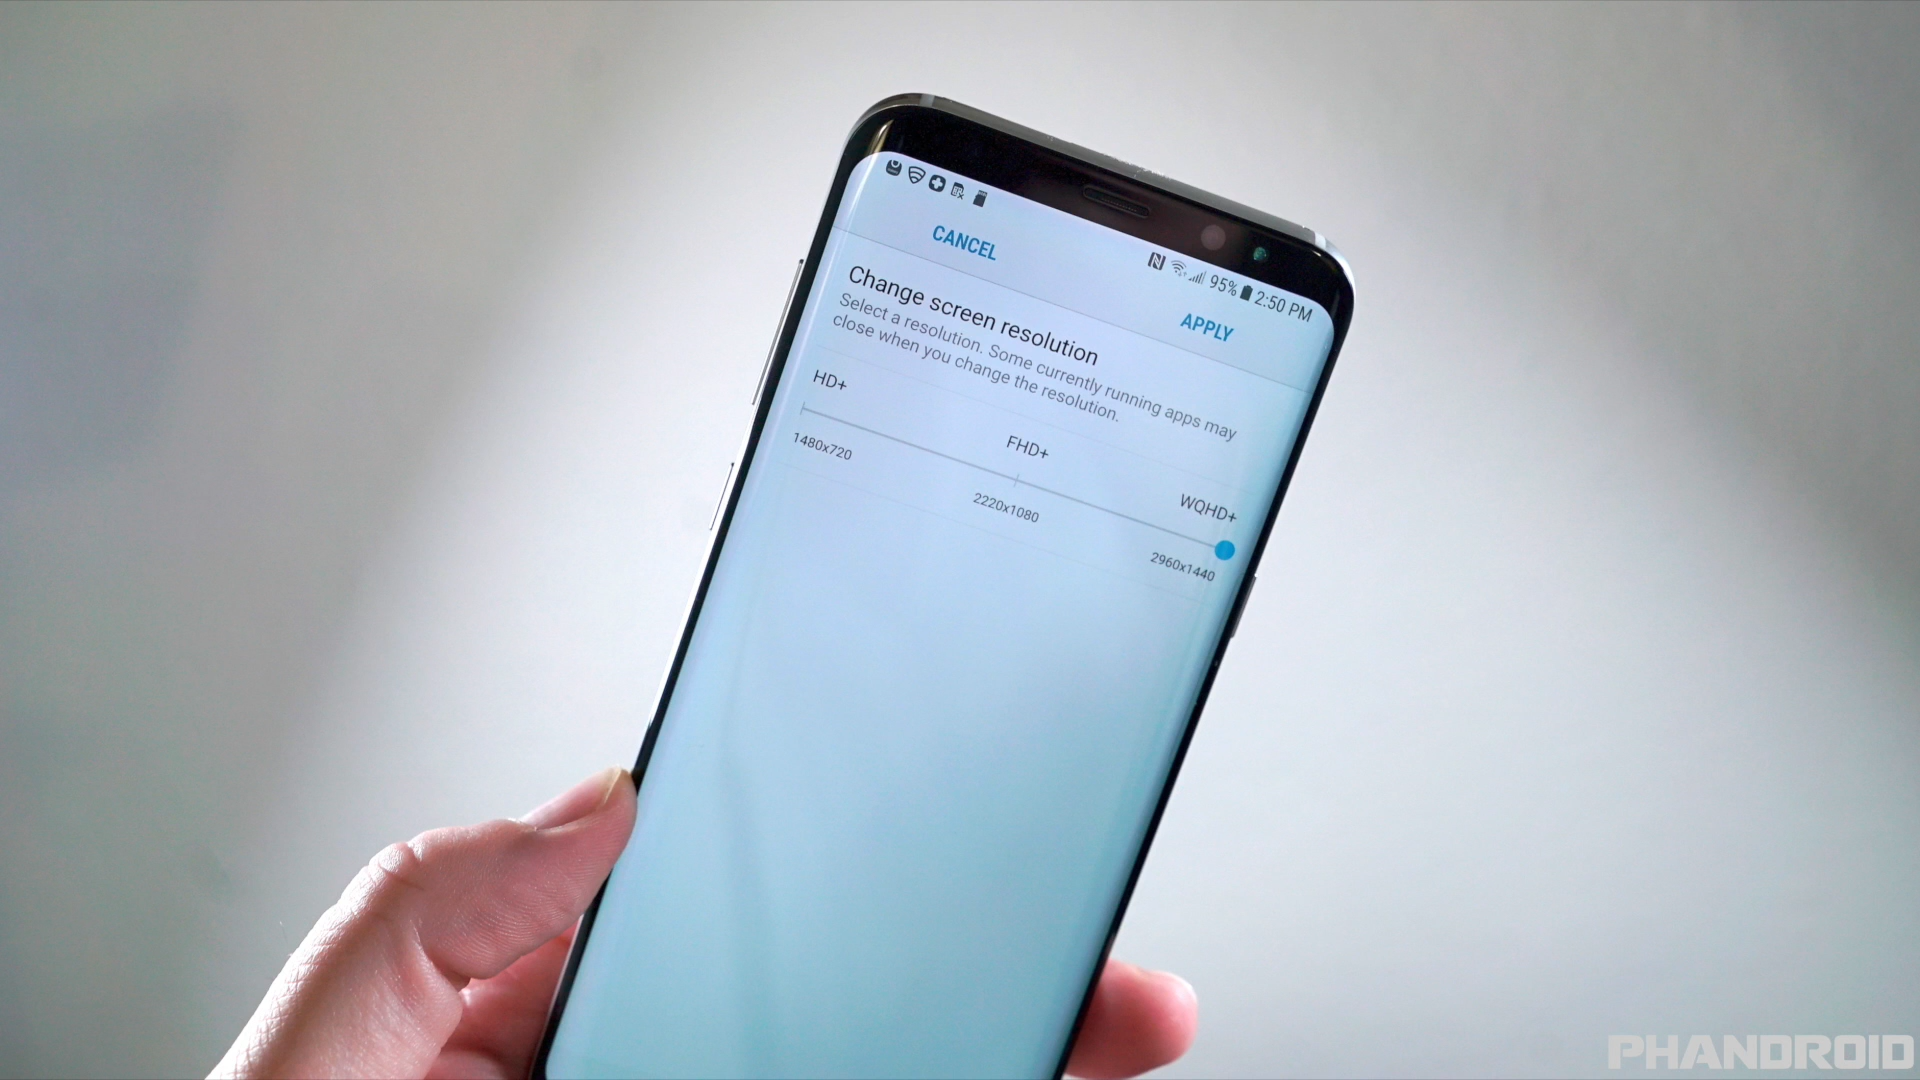 95% 2:50 PM
CANCEL
APPLY
Change screen resolution
Select a resolution. Some currently running apps may
close when you change the resolution.
HD+
FHD+
WQHD+
1480x720
2220x1080
2960x1440
PHANDROID